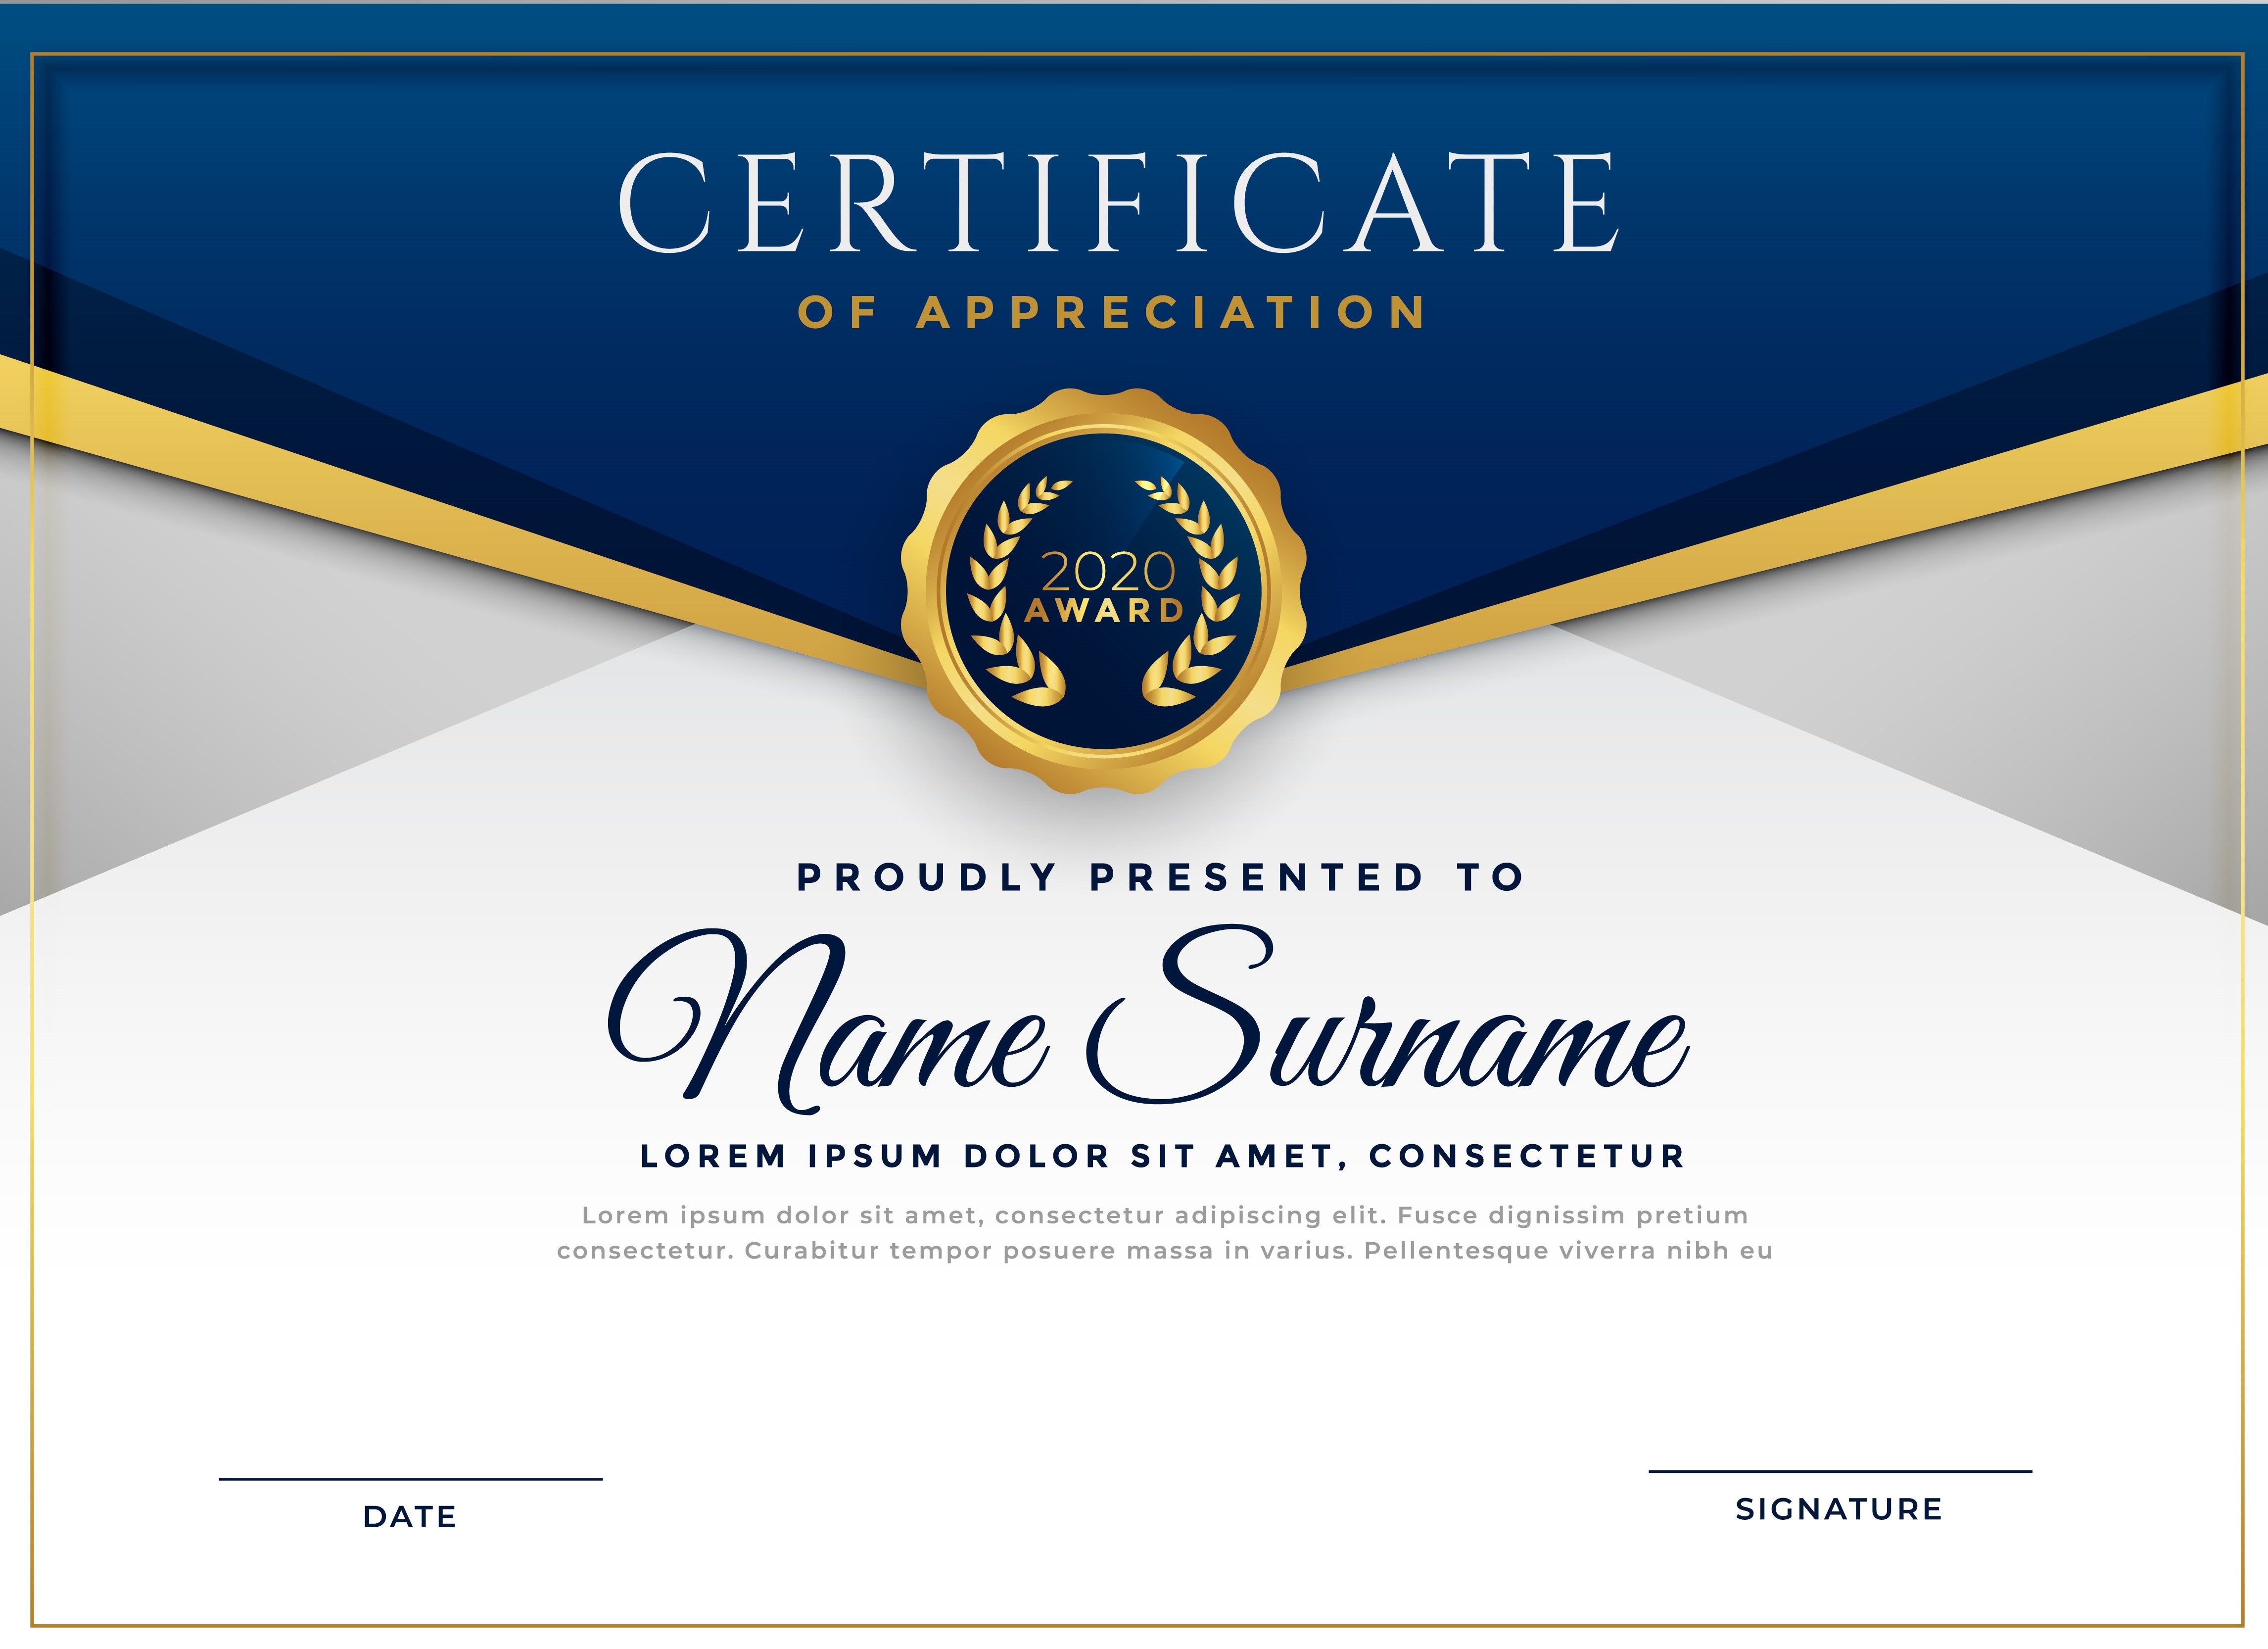 CERTIFICATE
OF APPRECIATION
2020
AWARD
PROUDLY PRESENTED TO
Name Surname
LOREM IPSUM DOLOR SIT AMET, CONSECTETUR
Lorem ipsum dolor sit amet, consectetur adipiscing elit. Fusce dignissim pretium
consectetur. Curabitur tempor posuere massa in varius. Pellentesque viverra nibh eu
DATE
SIGNATURE